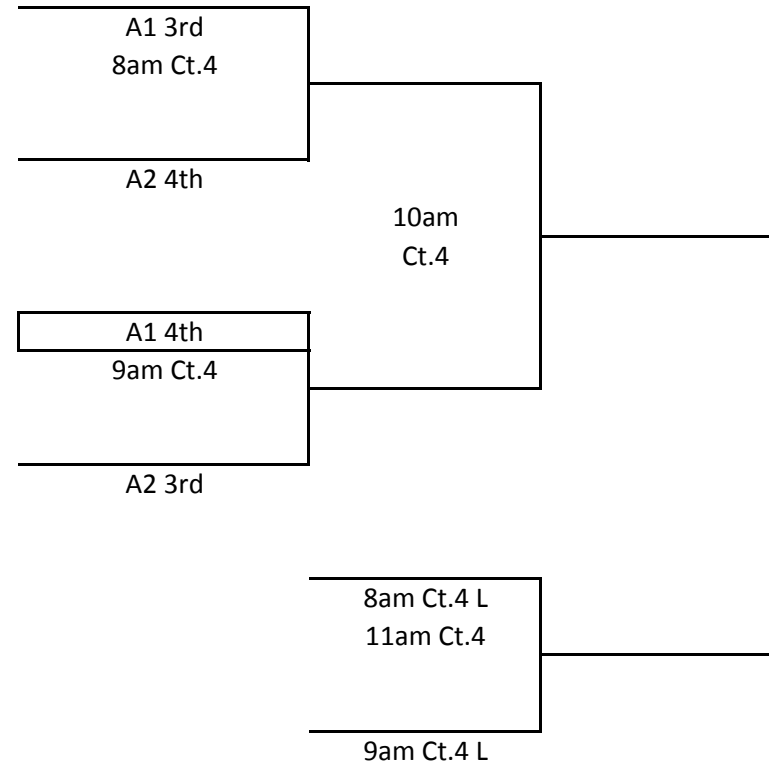 A1 3rd
8am Ct.4
A2 4th
10am
Ct.4
A1 4th
9am Ct.4
A2 3rd
8am Ct.4 L
11am Ct.4
9am Ct.4 L